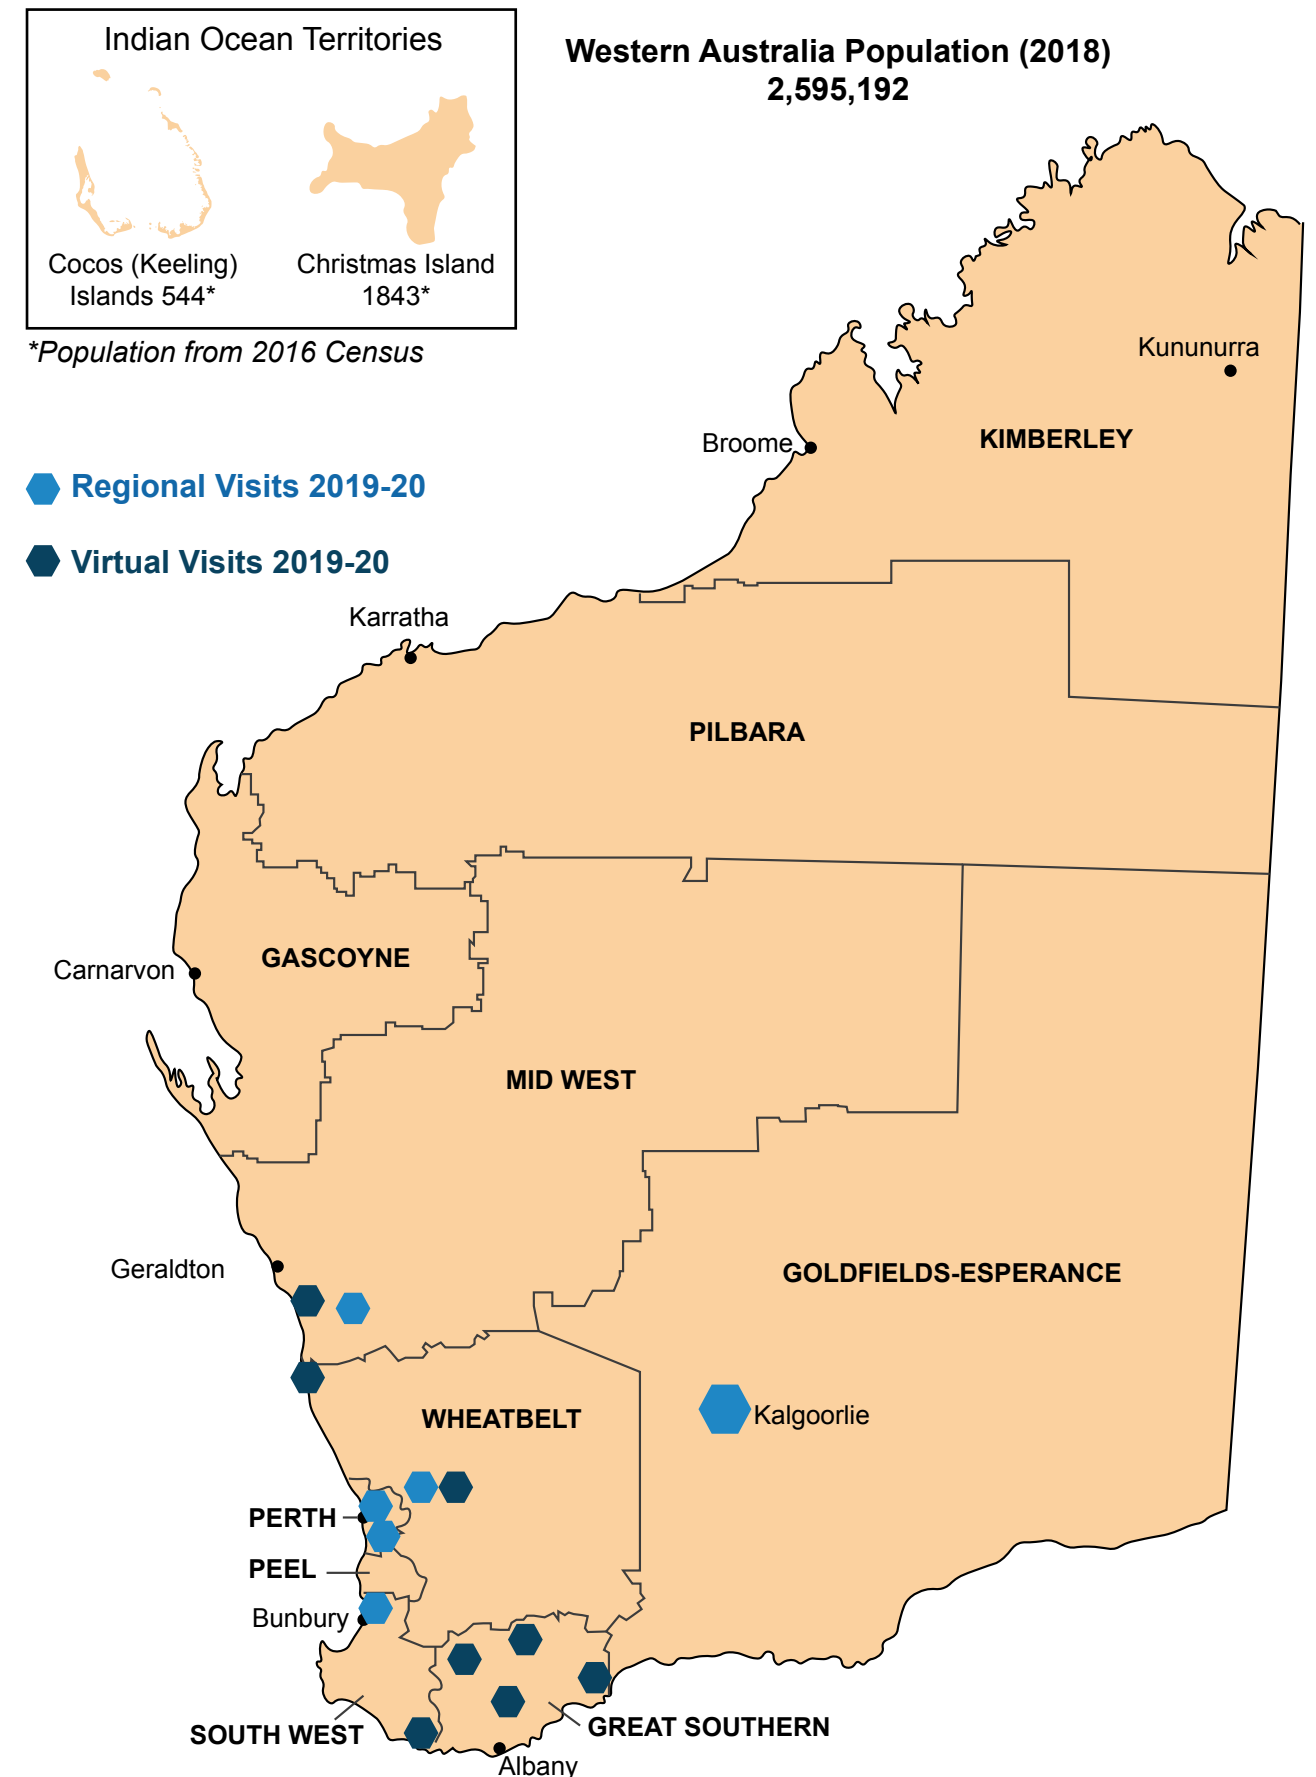 Indian Ocean Territories
Cocos (Keeling)
Islands 544*
Christmas Island
1843*
*Population from 2016 Census
Western Australia Population (2018)
2,595,192
Regional Visits 2019-20
Virtual Visits 2019-20
Kununurra
KIMBERLEY
Broome
Karratha
PILBARA
GASCOYNE
Carnarvon
MID WEST
Geraldton
GOLDFIELDS-ESPERANCE
Kalgoorlie
WHEATBELT
PERTH
PEEL
Bunbury
SOUTH WEST
GREAT SOUTHERN
Albany